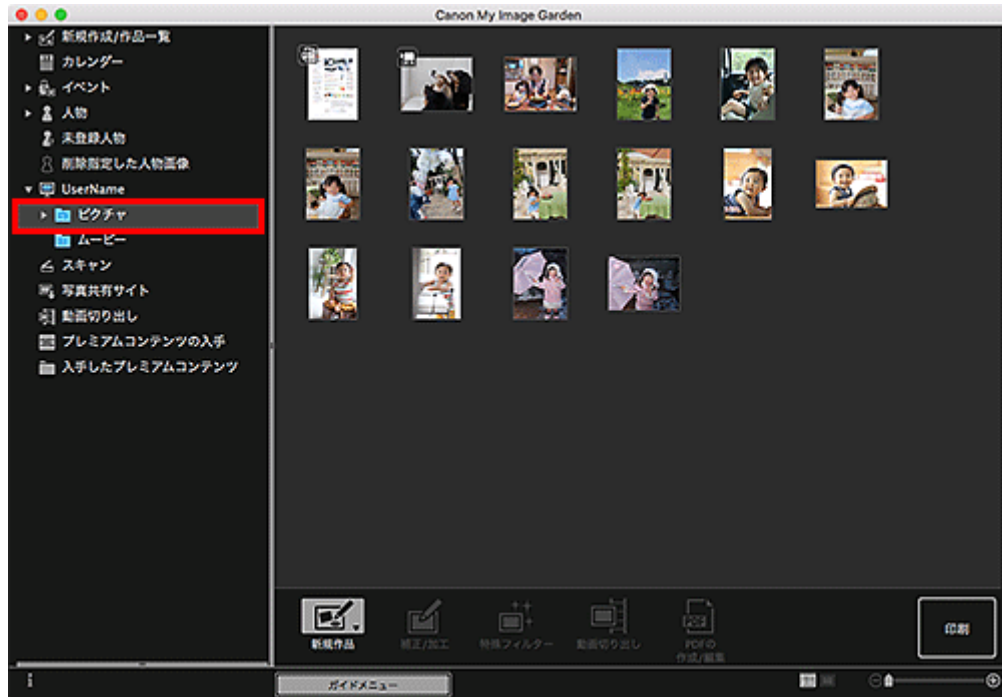 Canon My Image Garden
新規作成/作品一覧
カレンダー
イベント
人物
未登録人物
削除指定した人物画像
UserName
ピクチャ
ムービー
スキャン
写真共有サイト
動画切り出し
プレミアムコンテンツの入手
入手したプレミアムコンテンツ
新規作品
補正/加工
特殊フィルター
動画切り出し
PDF
PDFの
作成/編集
印刷
ガイドメニュー